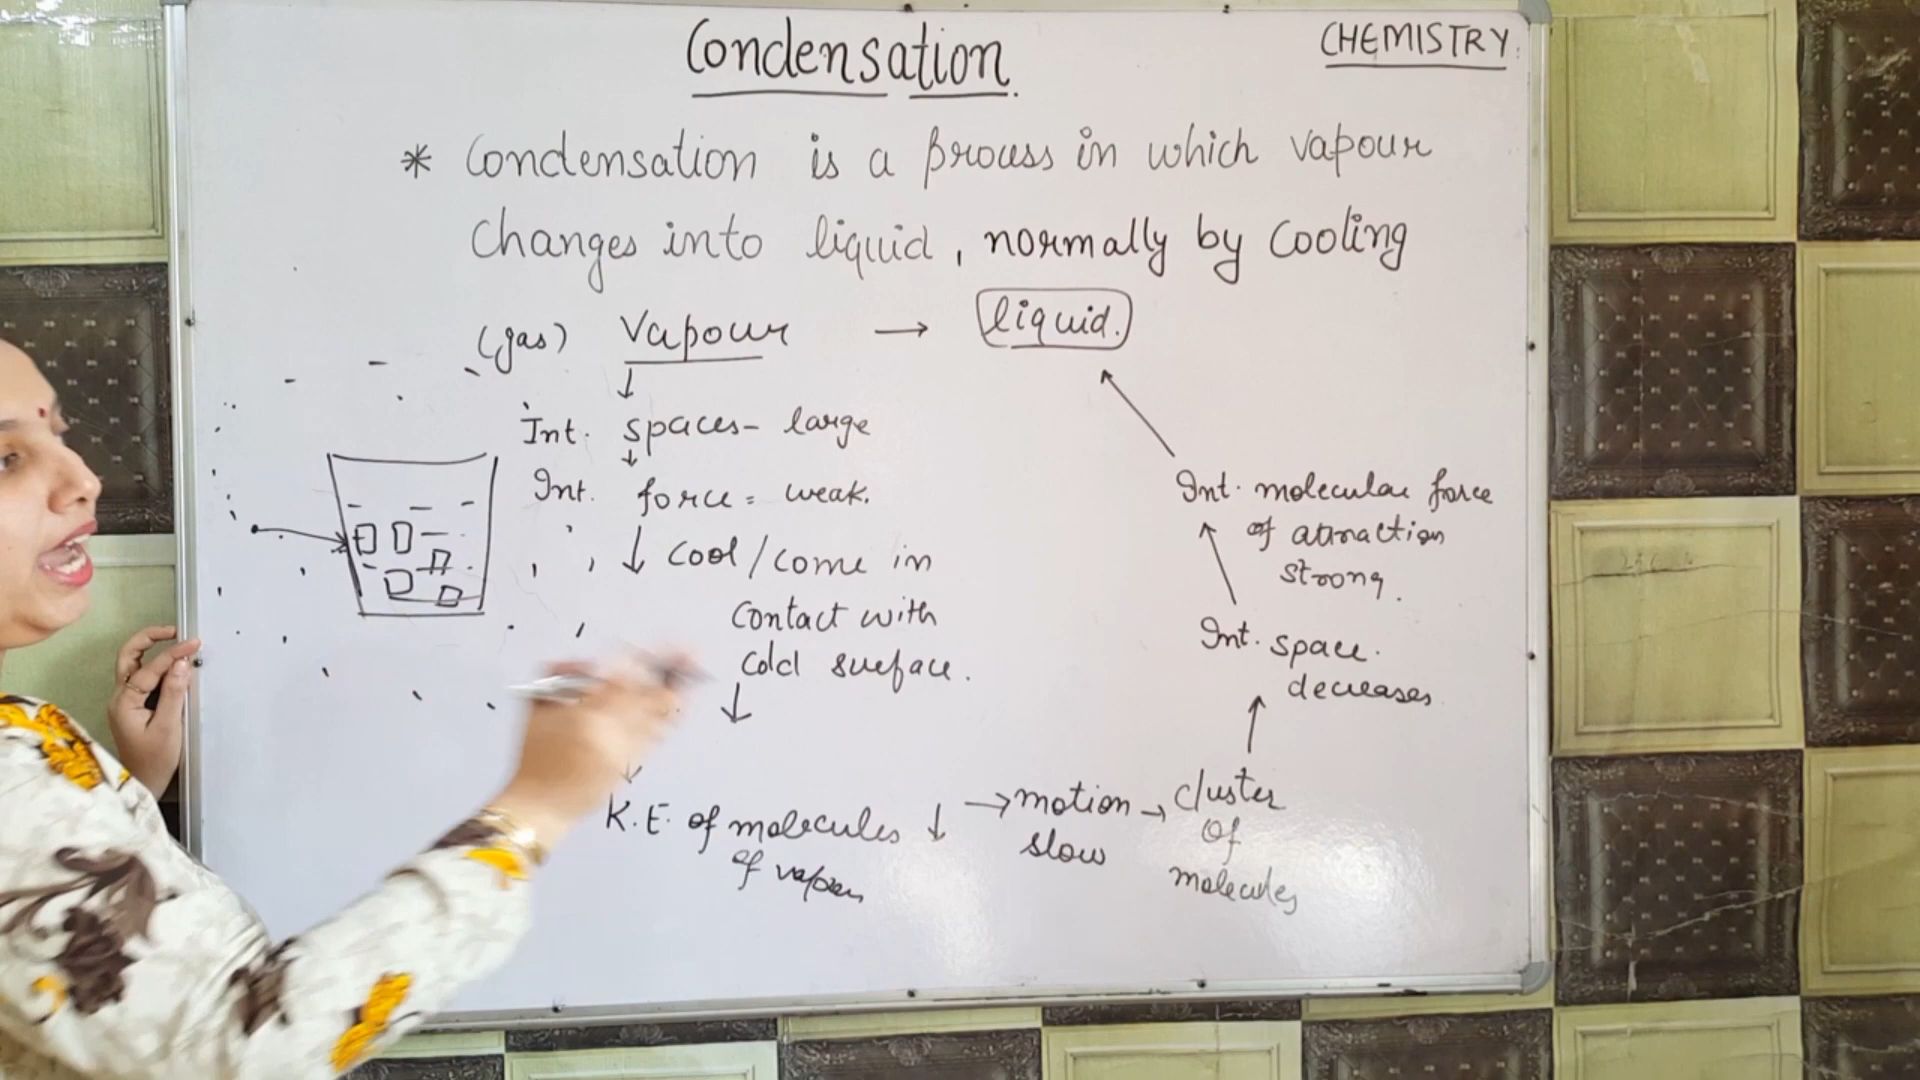 Condensation.
CHEMISTRY.
* Condensation is a process in which vapour
changes into liquid, normally by cooling
(gas) Vapour → liquid.
↓
Int. spaces - large
↓
Int. force = weak.
↓ cool/come in
contact with
cold surface.
↓
K.E. of molecules ↓
of vapour
→ motion →
slow
cluster
of
molecules
↑
Int. space.
decreases
↑
Int. molecular force
of attraction
strong.